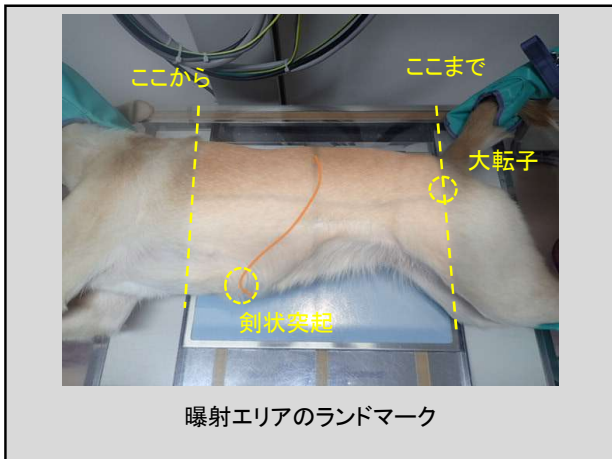 ここから
ここまで
大転子
剣状突起
曝射エリアのランドマーク